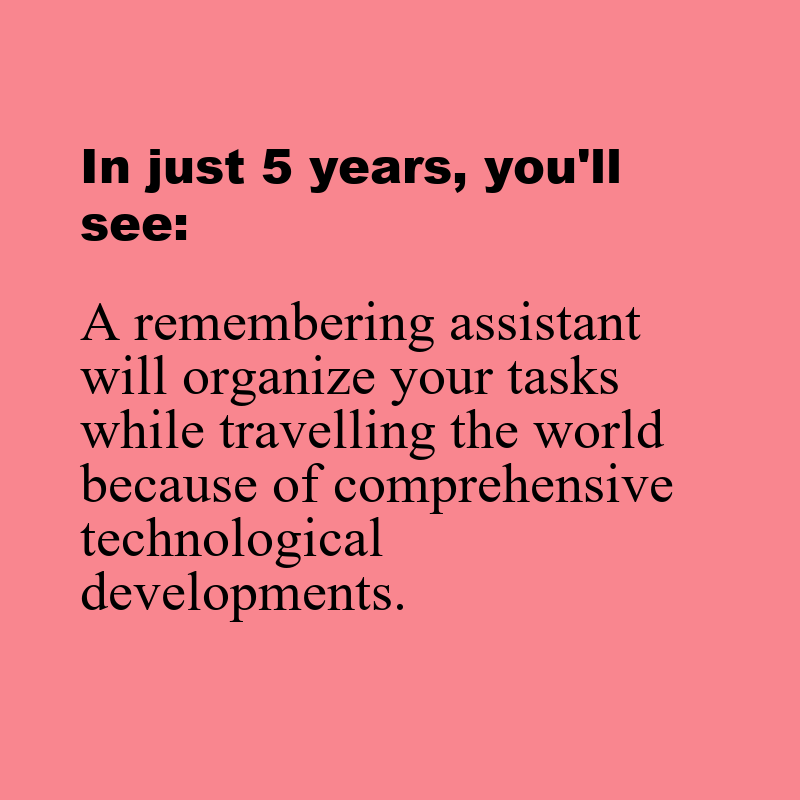 In just 5 years, you'll
see:
A remembering assistant
will organize your tasks
while travelling the world
because of comprehensive
technological
developments.